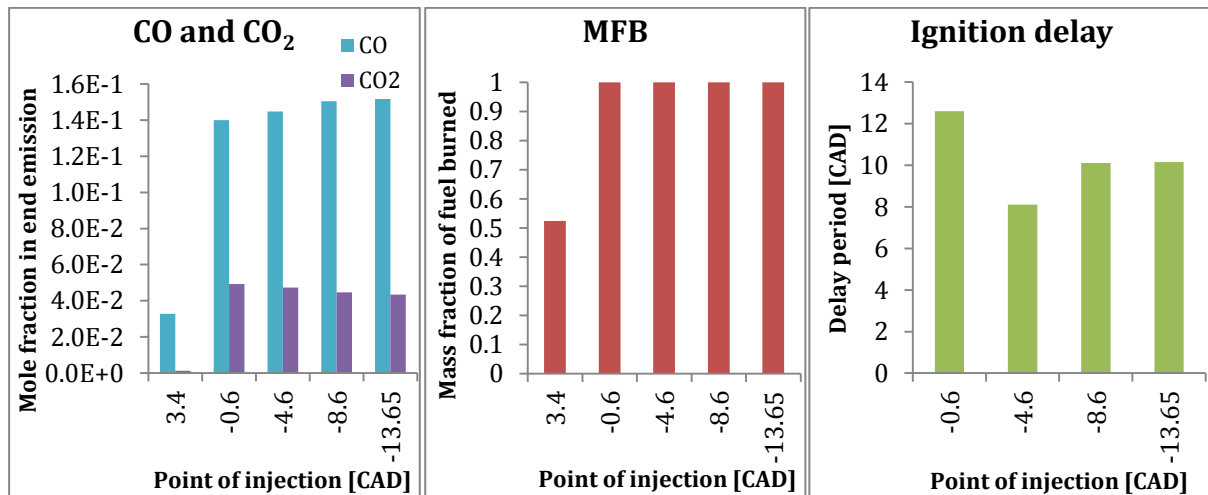 CO and CO₂
CO
CO2
Mole fraction in end emission
1.6E-1
1.4E-1
1.2E-1
1.0E-1
8.0E-2
6.0E-2
4.0E-2
2.0E-2
0.0E+0
3.4
-0.6
-4.6
-8.6
-13.65
Point of injection [CAD]
MFB
Mass fraction of fuel burned
1
0.9
0.8
0.7
0.6
0.5
0.4
0.3
0.2
0.1
0
3.4
-0.6
-4.6
-8.6
-13.65
Point of injection [CAD]
Ignition delay
Delay period [CAD]
14
12
10
8
6
4
2
0
-0.6
-4.6
-8.6
-13.65
Point of injection [CAD]